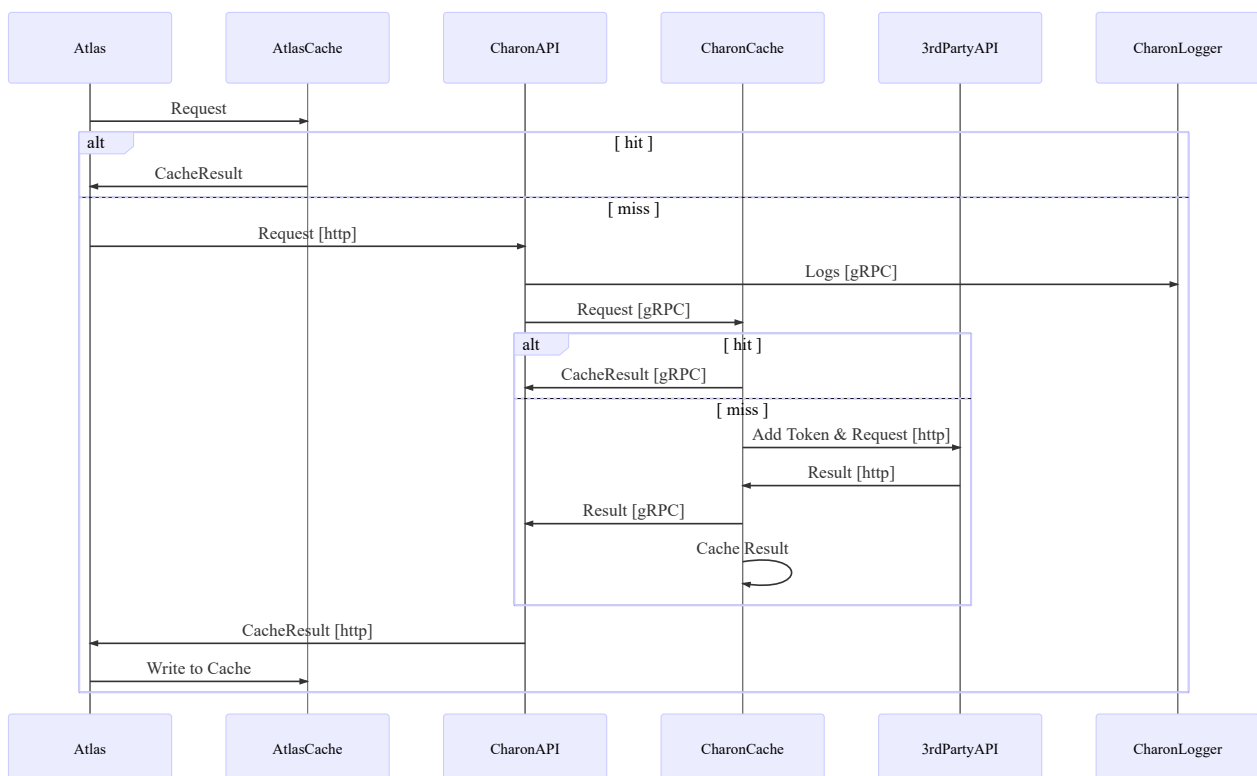 Atlas
AtlasCache
CharonAPI
CharonCache
3rdPartyAPI
CharonLogger
Request
alt
[ hit ]
CacheResult
[ miss ]
Request [http]
Logs [gRPC]
Request [gRPC]
alt
[ hit ]
CacheResult [gRPC]
[ miss ]
Add Token & Request [http]
Result [http]
Result [gRPC]
Cache Result
CacheResult [http]
Write to Cache
Atlas
AtlasCache
CharonAPI
CharonCache
3rdPartyAPI
CharonLogger